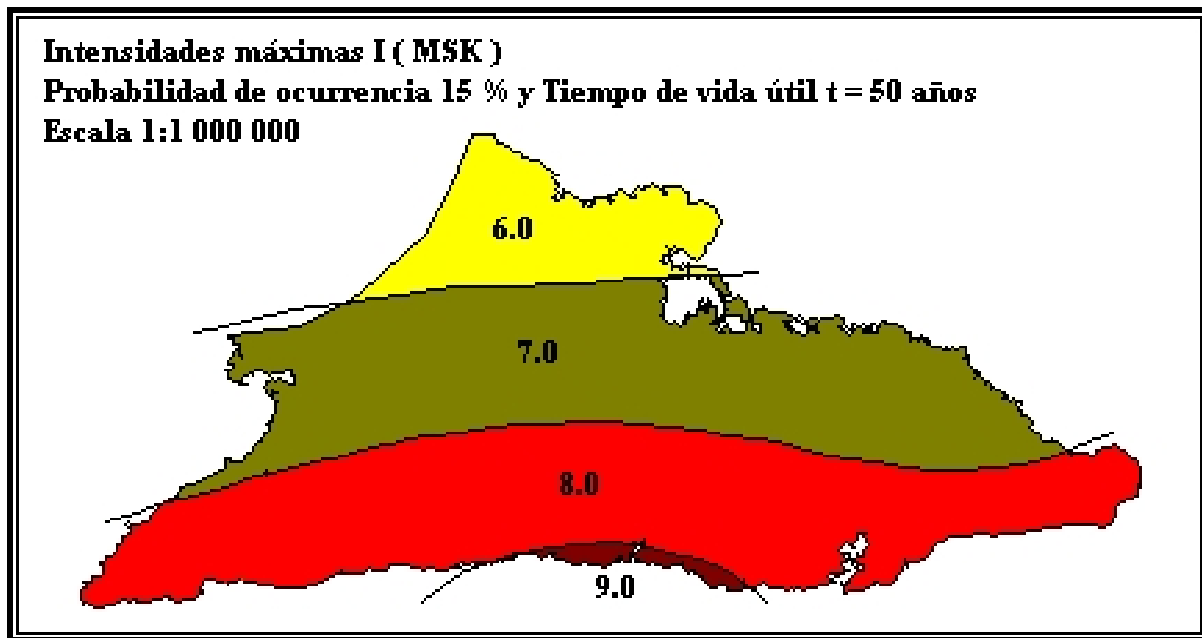 Intensidades máximas I ( MSK )
Probabilidad de ocurrencia 15 % y Tiempo de vida útil t = 50 años
Escala 1:1 000 000
6.0
7.0
8.0
9.0